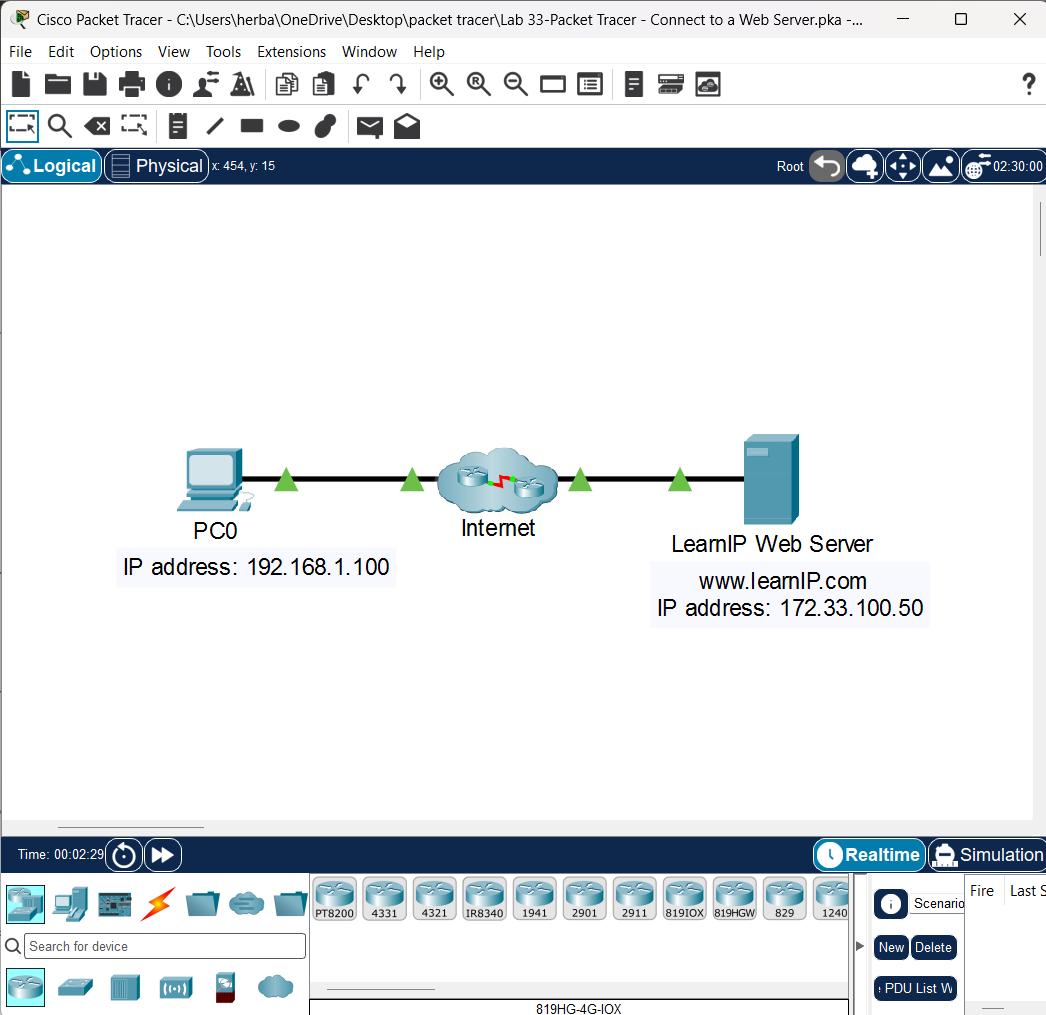 Cisco Packet Tracer - C:\Users\herba\OneDrive\Desktop\packet tracer\Lab 33-Packet Tracer - Connect to a Web Server.pka -...
File Edit Options View Tools Extensions Window Help
Logical Physical x: 454, y: 15 Root 02:30:00
PC0
IP address: 192.168.1.100
Internet
LearnIP Web Server
www.learnIP.com
IP address: 172.33.100.50
Time: 00:02:29 Realtime Simulation
PT8200 4331 4321 IR8340 1941 2901 2911 819IOX 819HGW 829 1240
Scenario
Fire Last S
Search for device
New Delete
PDU List W
819HG-4G-IOX